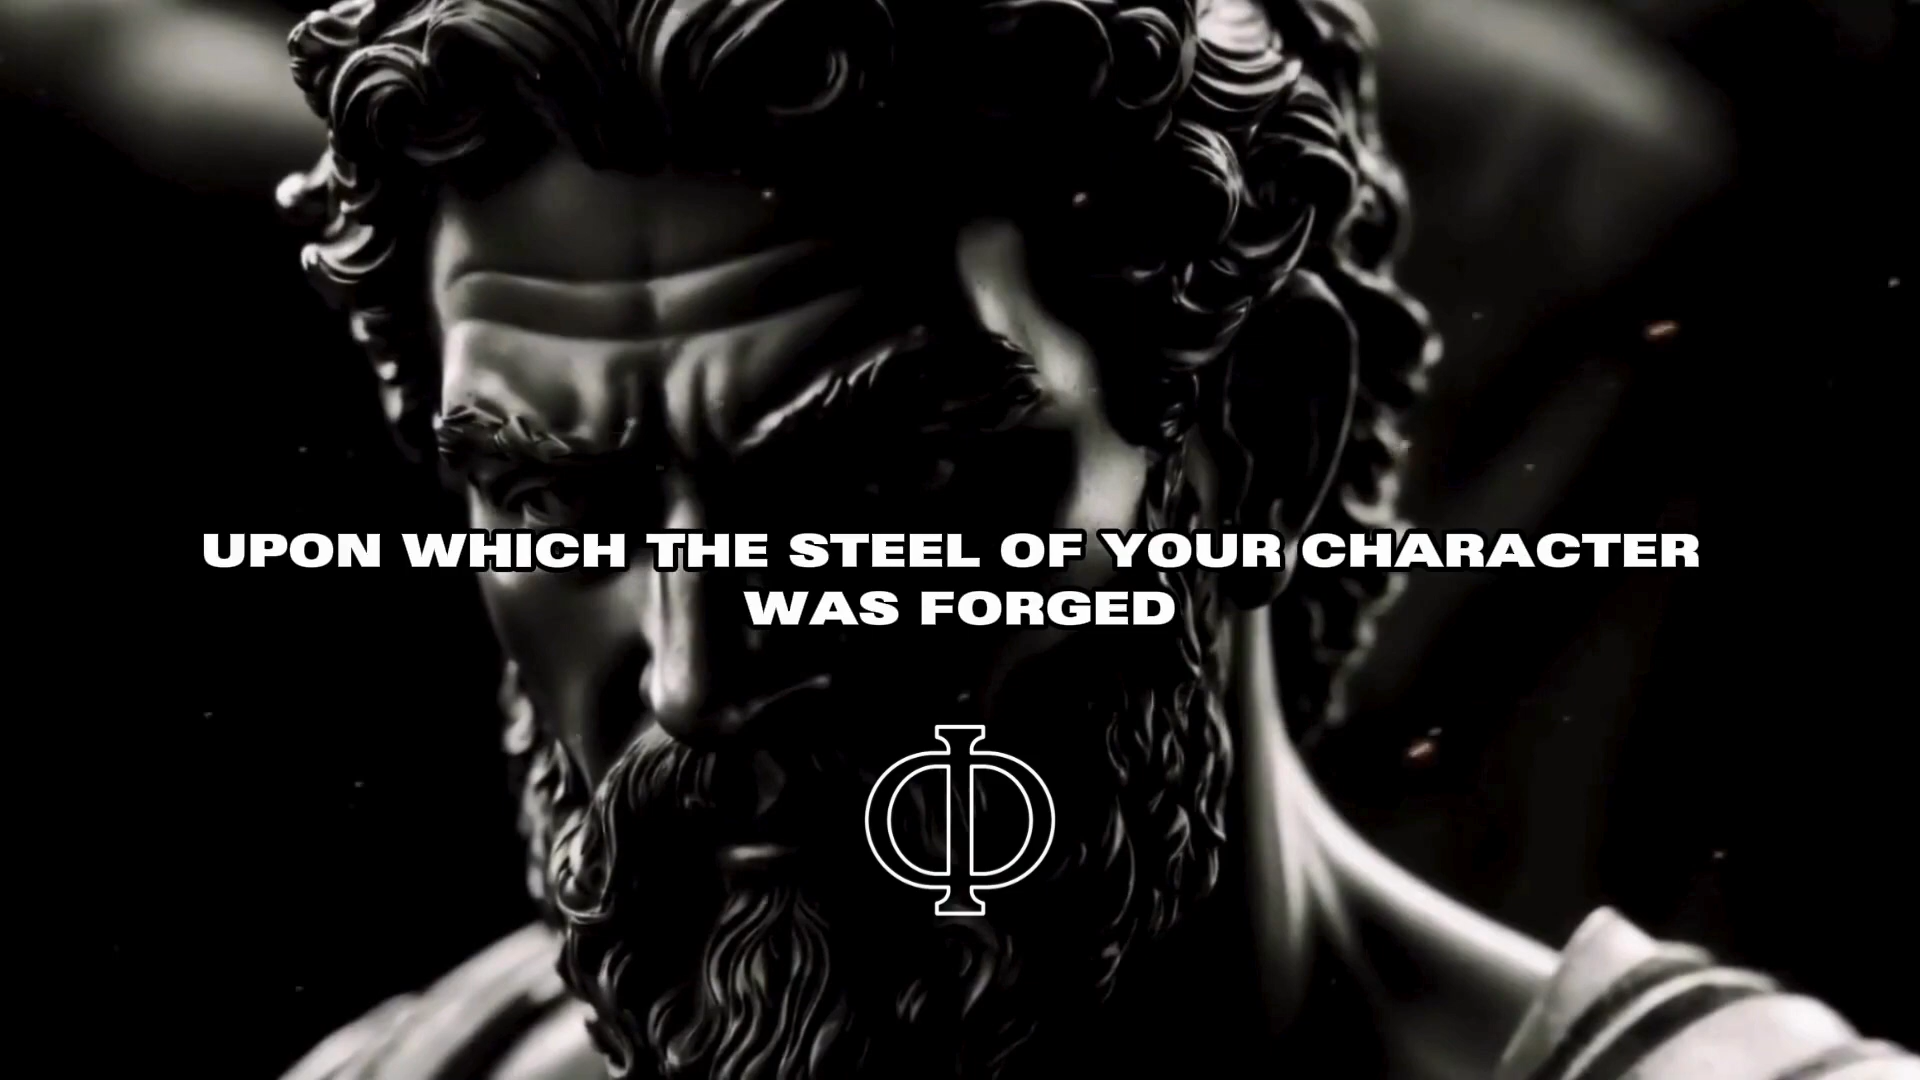 UPON WHICH THE STEEL OF YOUR CHARACTER
WAS FORGED
Φ